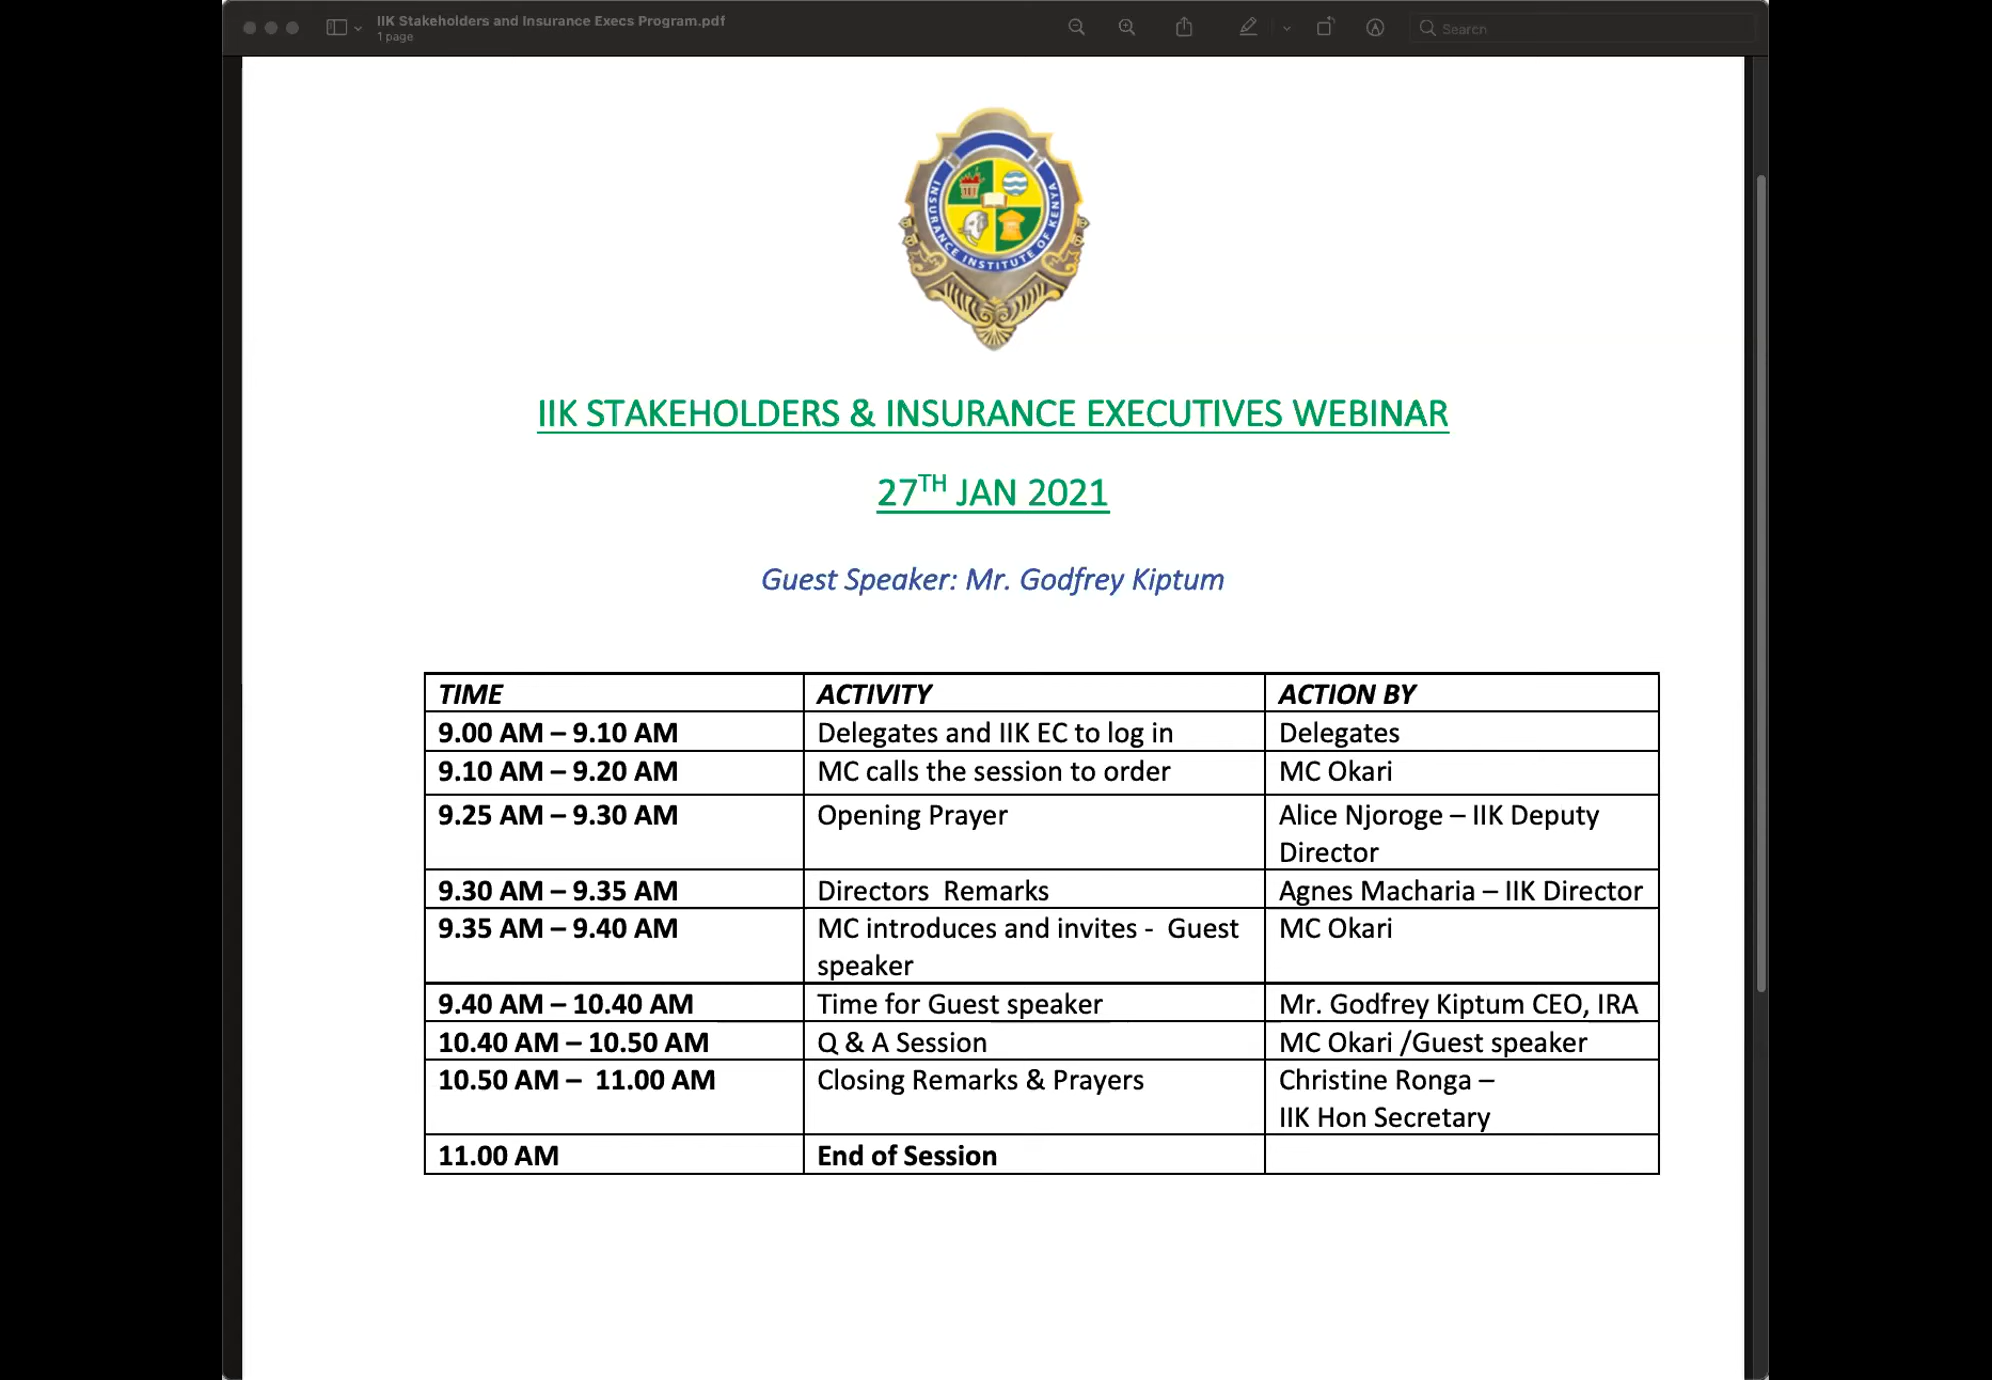 IIK Stakeholders and Insurance Execs Program.pdf
1 page
Search
INSURANCE INSTITUTE OF KENYA
IIK STAKEHOLDERS & INSURANCE EXECUTIVES WEBINAR
27TH JAN 2021
Guest Speaker: Mr. Godfrey Kiptum
TIME ACTIVITY ACTION BY
9.00 AM – 9.10 AM Delegates and IIK EC to log in Delegates
9.10 AM – 9.20 AM MC calls the session to order MC Okari
9.25 AM – 9.30 AM Opening Prayer Alice Njoroge – IIK Deputy
Director
9.30 AM – 9.35 AM Directors  Remarks Agnes Macharia – IIK Director
9.35 AM – 9.40 AM MC introduces and invites -  Guest MC Okari
speaker
9.40 AM – 10.40 AM Time for Guest speaker Mr. Godfrey Kiptum CEO, IRA
10.40 AM – 10.50 AM Q & A Session MC Okari /Guest speaker
10.50 AM –  11.00 AM Closing Remarks & Prayers Christine Ronga –
IIK Hon Secretary
11.00 AM End of Session